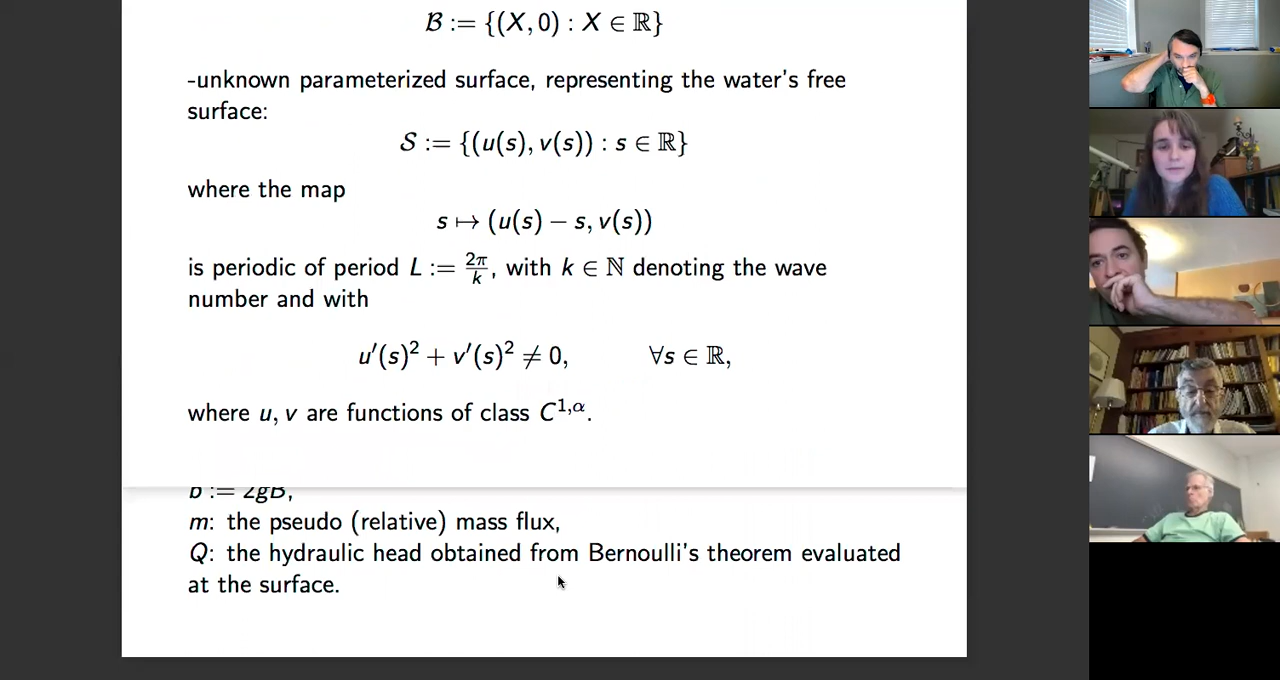 ℬ := {(X, 0) : X ∈ ℝ}
-unknown parameterized surface, representing the water's free
surface:
𝒮 := {(u(s), v(s)) : s ∈ ℝ}
where the map
s ↦ (u(s) − s, v(s))
is periodic of period L := 2π/k, with k ∈ ℕ denoting the wave
number and with
u′(s)² + v′(s)² ≠ 0, ∀s ∈ ℝ,
where u, v are functions of class C^{1,α}.
b := 2gB,
m: the pseudo (relative) mass flux,
Q: the hydraulic head obtained from Bernoulli's theorem evaluated
at the surface.